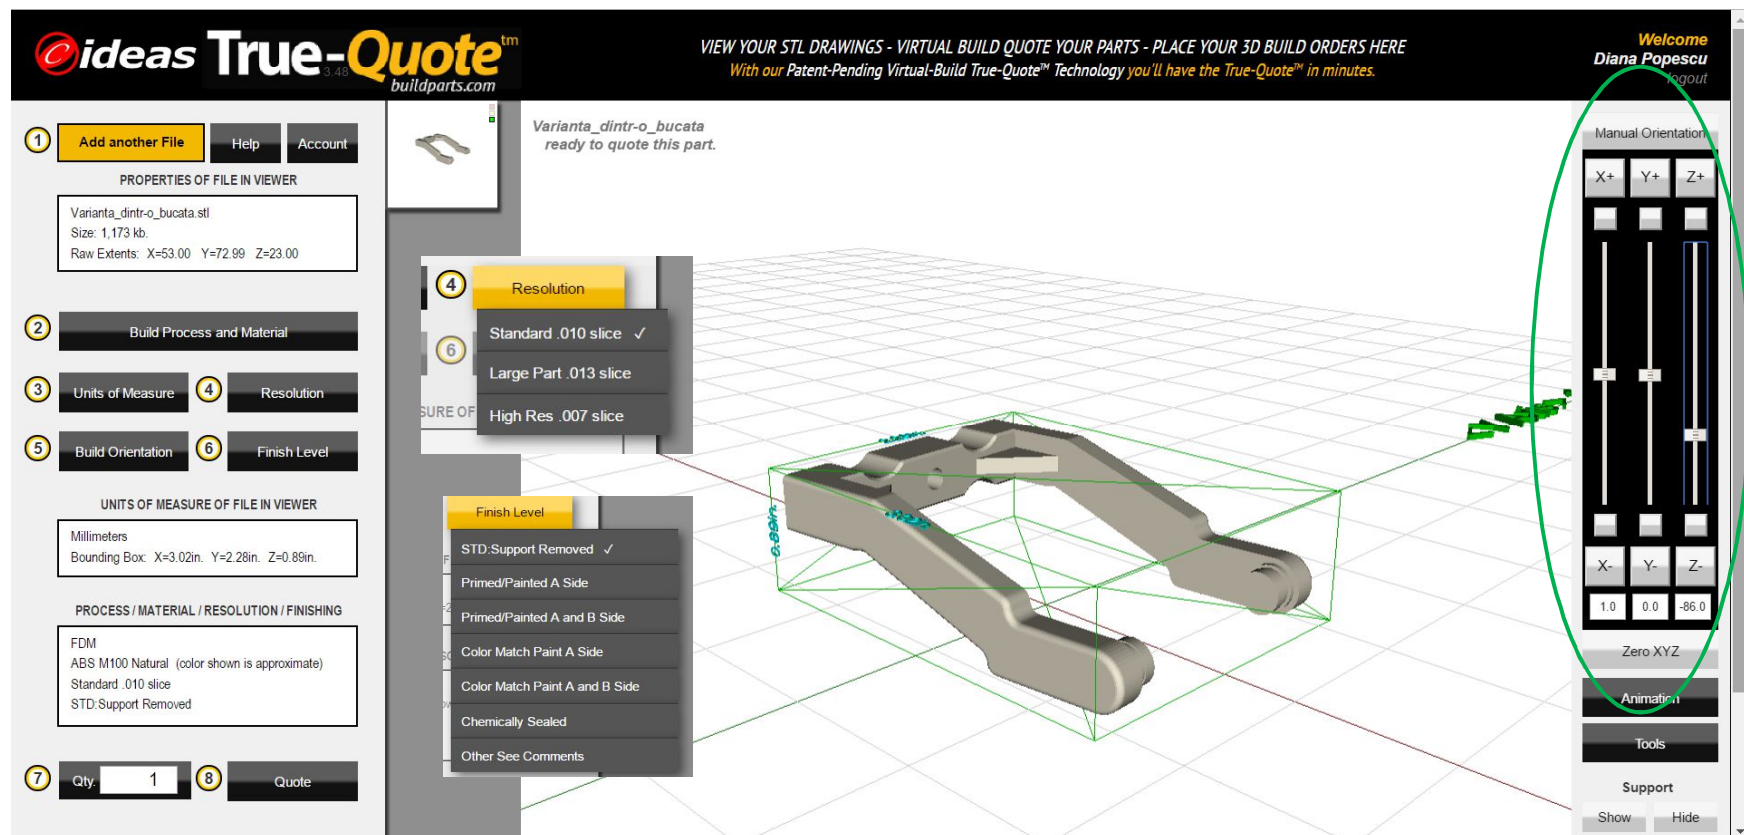 eideas True-Quote™
3.48
buildparts.com
VIEW YOUR STL DRAWINGS - VIRTUAL BUILD QUOTE YOUR PARTS - PLACE YOUR 3D BUILD ORDERS HERE
With our Patent-Pending Virtual-Build True-Quote™ Technology you'll have the True-Quote™ in minutes.
Welcome
Diana Popescu
logout
1 Add another File Help Account
PROPERTIES OF FILE IN VIEWER
Varianta_dintr-o_bucata.stl
Size: 1,173 kb.
Raw Extents: X=53.00 Y=72.99 Z=23.00
2 Build Process and Material
3 Units of Measure 4 Resolution
5 Build Orientation 6 Finish Level
UNITS OF MEASURE OF FILE IN VIEWER
Millimeters
Bounding Box: X=3.02in. Y=2.28in. Z=0.89in.
PROCESS / MATERIAL / RESOLUTION / FINISHING
FDM
ABS M100 Natural (color shown is approximate)
Standard .010 slice
STD:Support Removed
7 Qty. 1 8 Quote
Varianta_dintr-o_bucata
ready to quote this part.
4 Resolution
Standard .010 slice ✓
6
Large Part .013 slice
SURE OF
High Res .007 slice
Finish Level
STD:Support Removed ✓
Primed/Painted A Side
Primed/Painted A and B Side
Color Match Paint A Side
Color Match Paint A and B Side
Chemically Sealed
Other See Comments
0.89in.
Manual Orientation
X+ Y+ Z+
X- Y- Z-
1.0 0.0 -86.0
Zero XYZ
Animation
Tools
Support
Show Hide